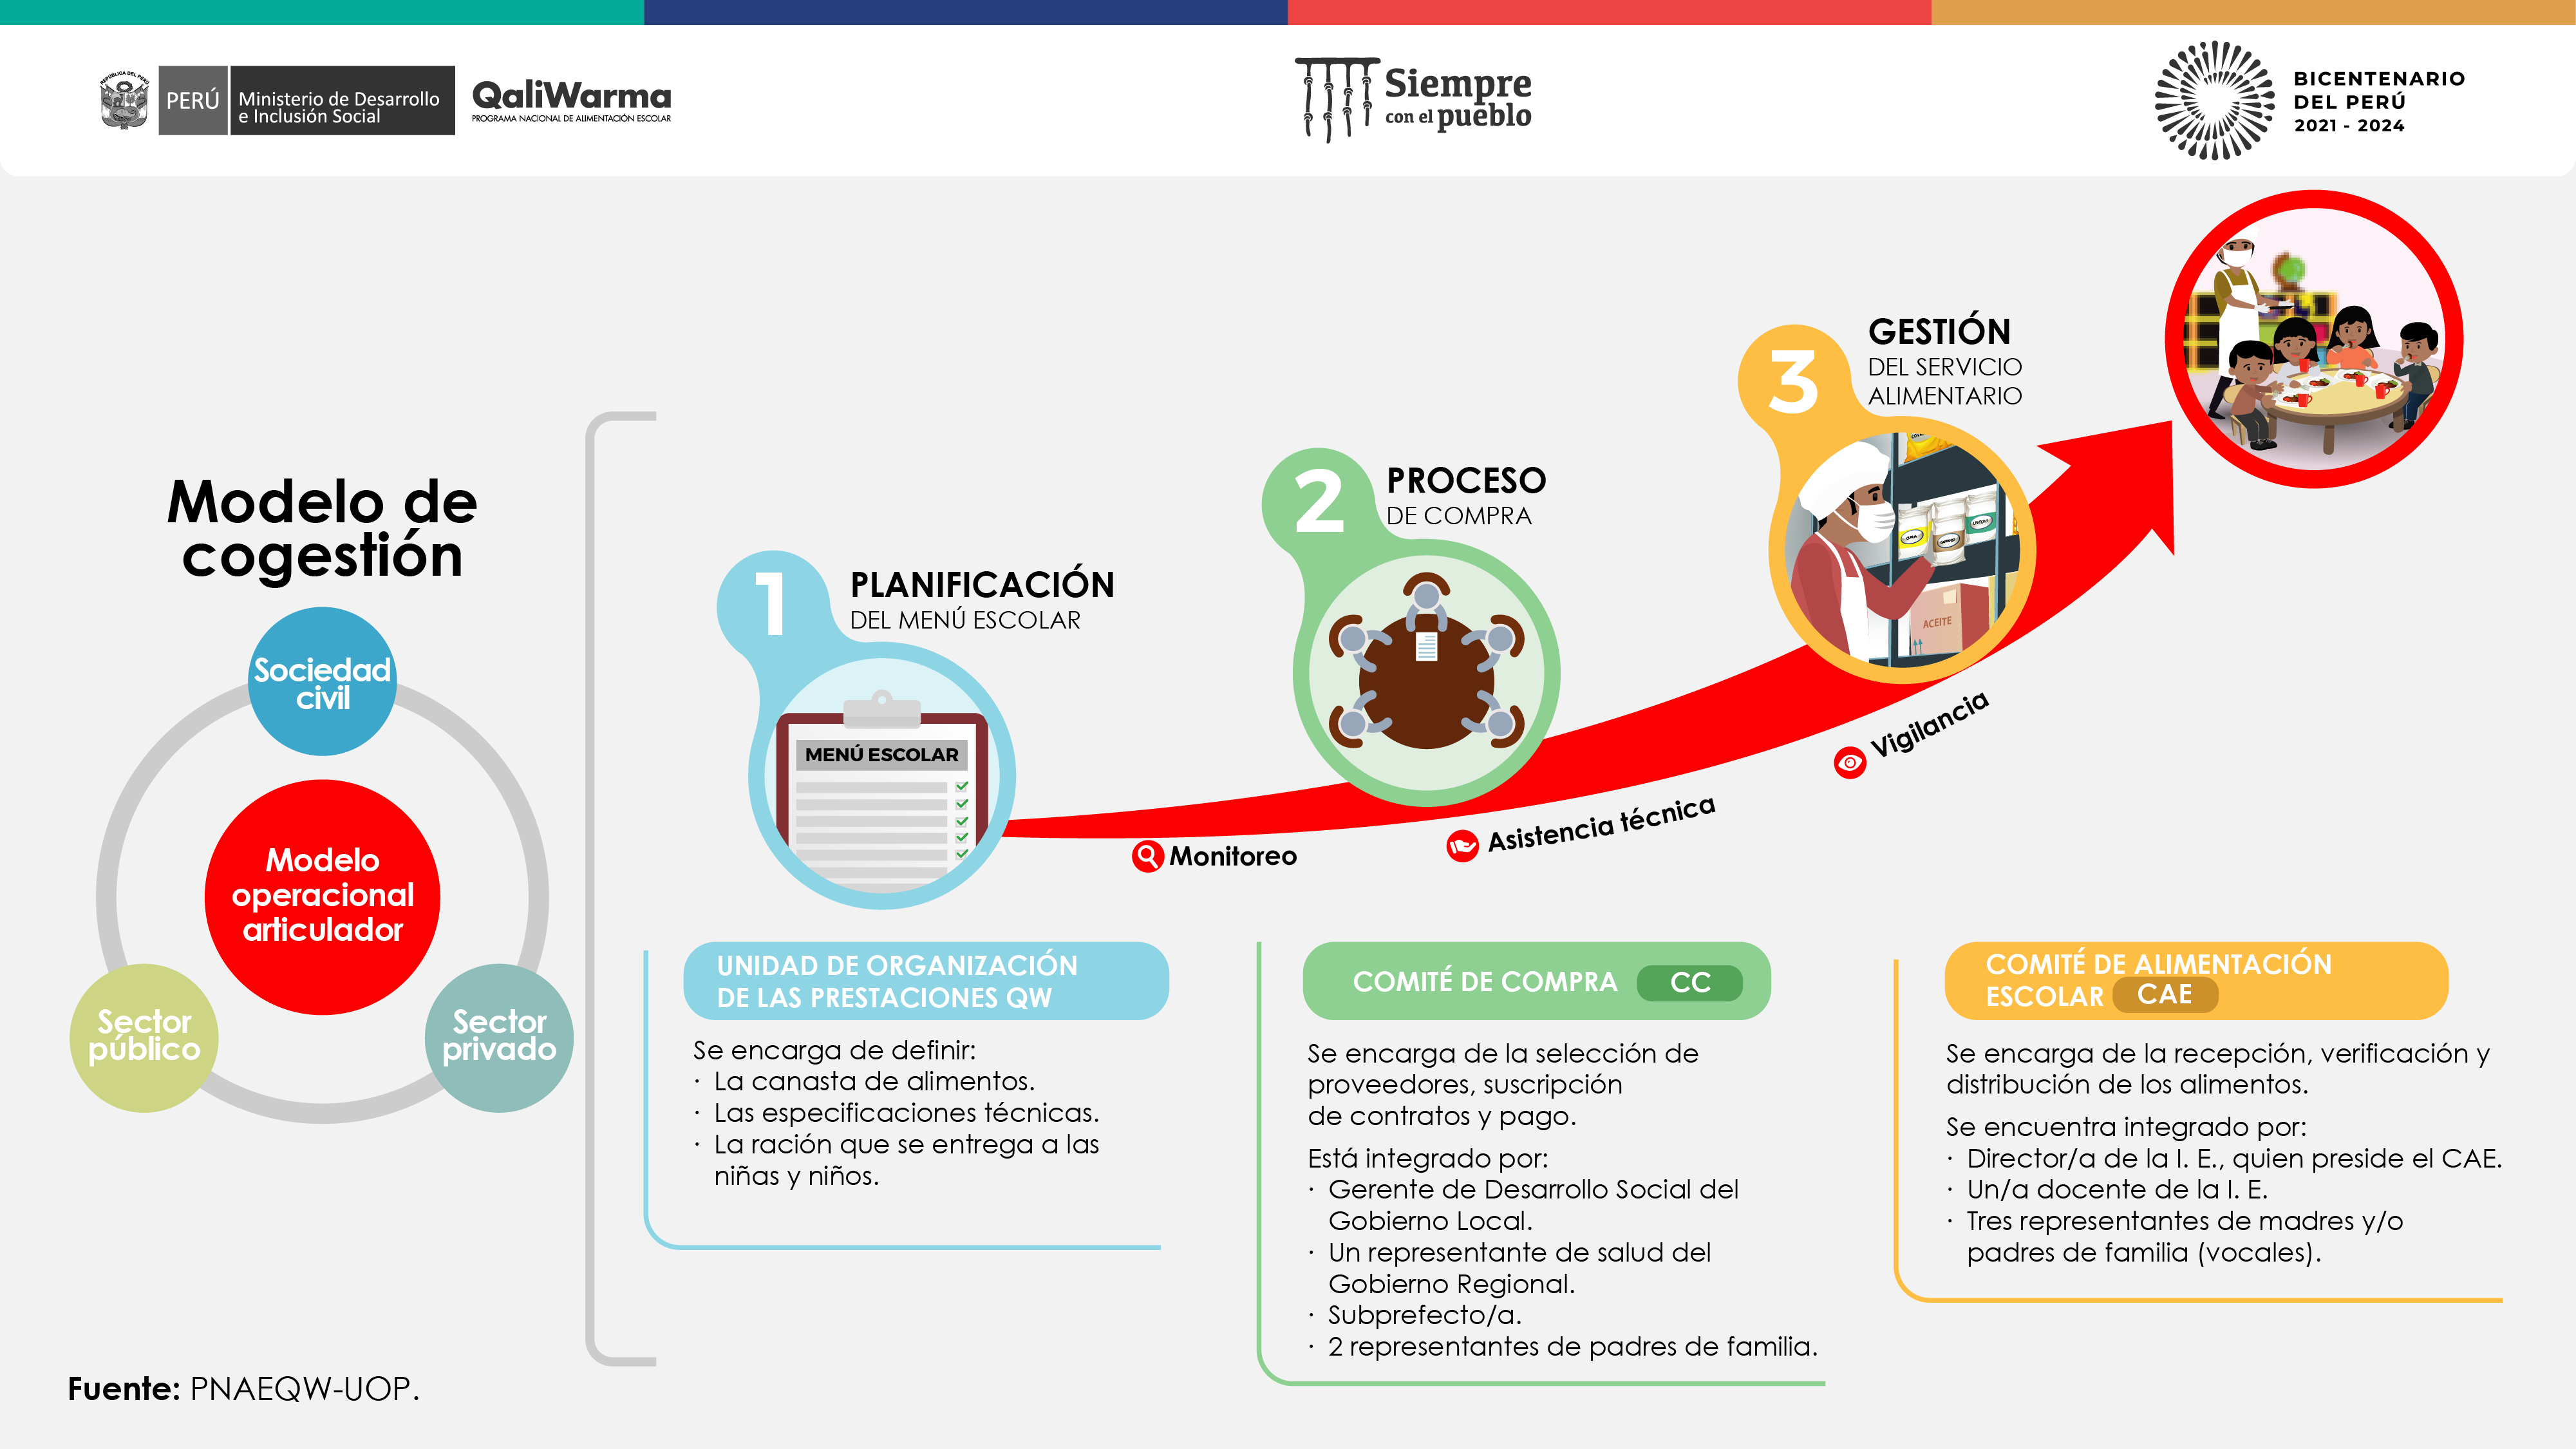 REPÚBLICA DEL PERÚ
PERÚ
Ministerio de Desarrollo
e Inclusión Social
QaliWarma
PROGRAMA NACIONAL DE ALIMENTACIÓN ESCOLAR
Siempre
con el pueblo
BICENTENARIO
DEL PERÚ
2021 - 2024
Modelo de
cogestión
Sociedad
civil
Modelo
operacional
articulador
Sector
público
Sector
privado
1
PLANIFICACIÓN
DEL MENÚ ESCOLAR
MENÚ ESCOLAR
2
PROCESO
DE COMPRA
3
GESTIÓN
DEL SERVICIO
ALIMENTARIO
ACEITE
Monitoreo
Asistencia técnica
Vigilancia
UNIDAD DE ORGANIZACIÓN
DE LAS PRESTACIONES QW
Se encarga de definir:
· La canasta de alimentos.
· Las especificaciones técnicas.
· La ración que se entrega a las
niñas y niños.
COMITÉ DE COMPRA CC
Se encarga de la selección de
proveedores, suscripción
de contratos y pago.
Está integrado por:
· Gerente de Desarrollo Social del
Gobierno Local.
· Un representante de salud del
Gobierno Regional.
· Subprefecto/a.
· 2 representantes de padres de familia.
COMITÉ DE ALIMENTACIÓN
ESCOLAR CAE
Se encarga de la recepción, verificación y
distribución de los alimentos.
Se encuentra integrado por:
· Director/a de la I. E., quien preside el CAE.
· Un/a docente de la I. E.
· Tres representantes de madres y/o
padres de familia (vocales).
Fuente: PNAEQW-UOP.